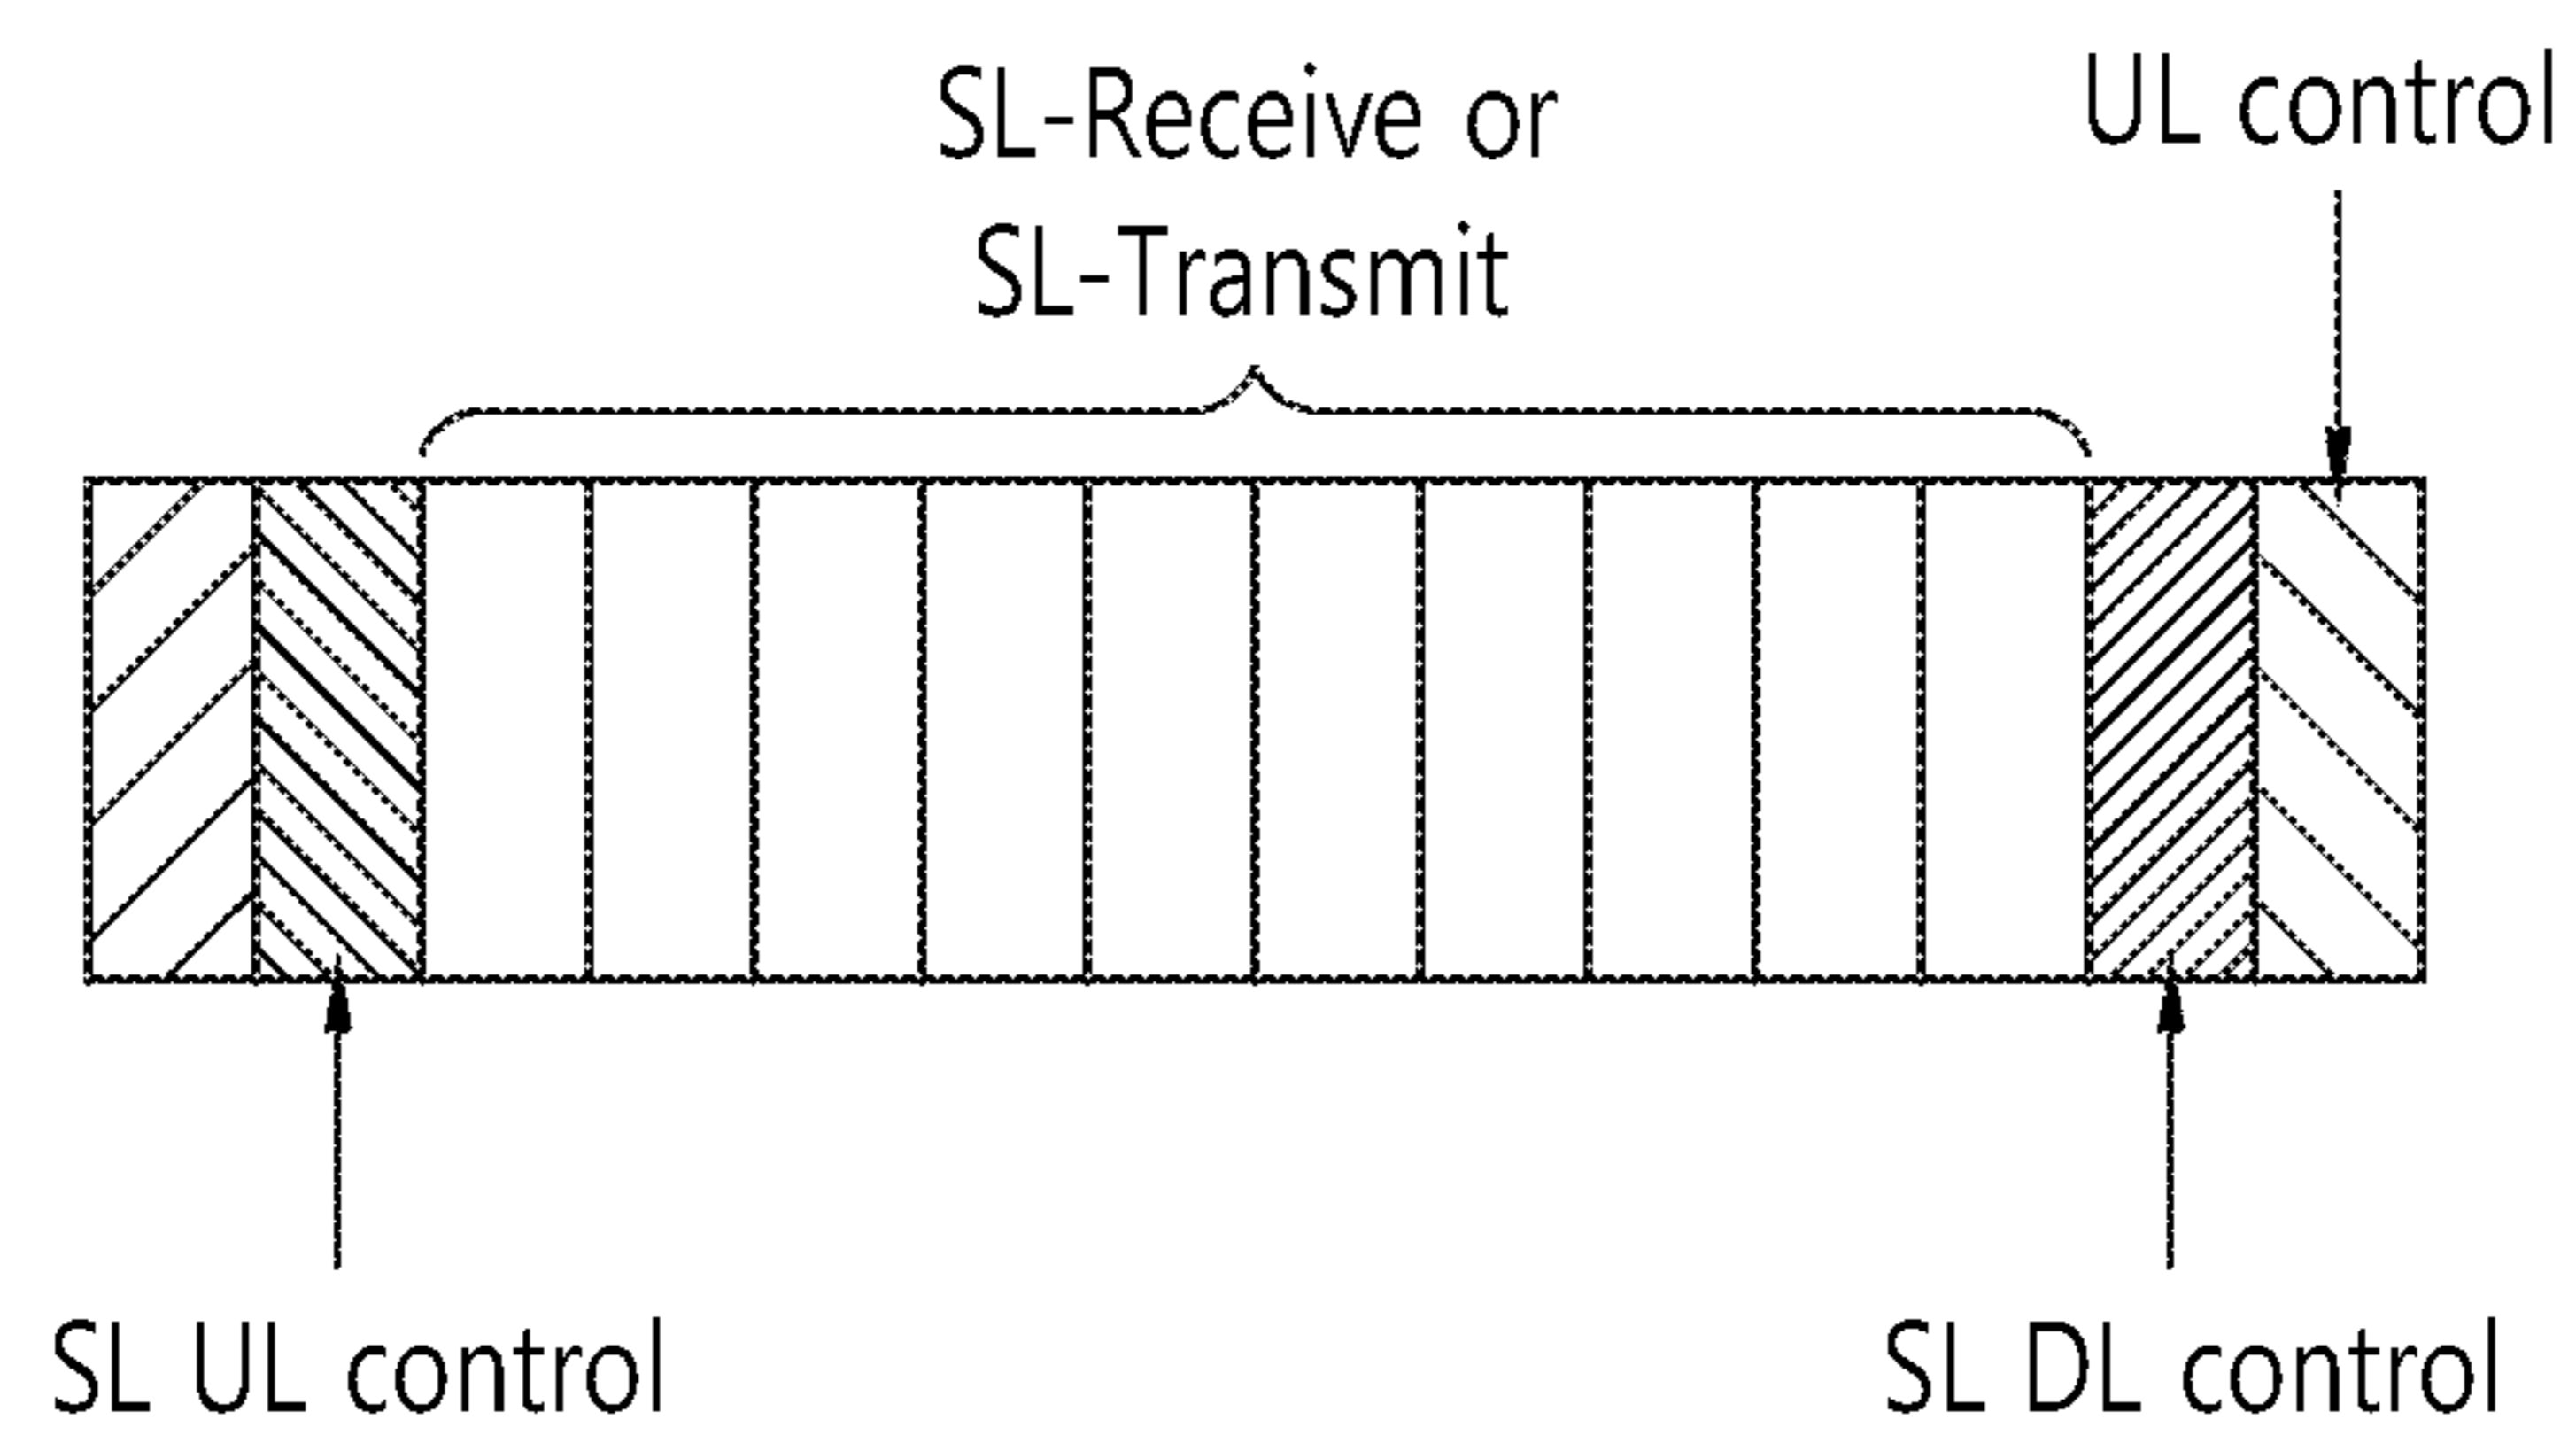 SL-Receive or
SL-Transmit
UL control
SL UL control
SL DL control